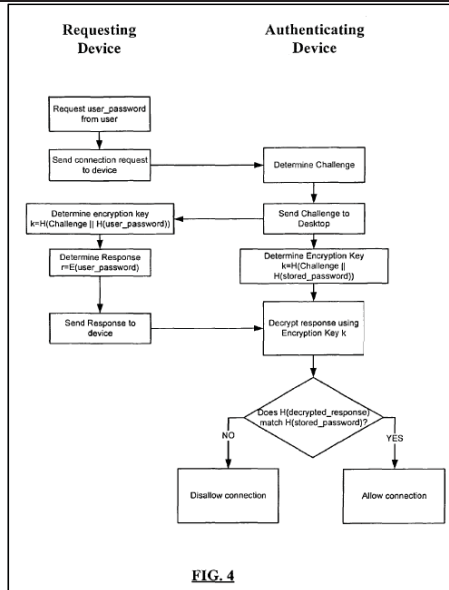 Requesting
Device
Authenticating
Device
Request user_password
from user
Send connection request
to device
Determine Challenge
Send Challenge to
Desktop
Determine encryption key
k=H(Challenge || H(user_password))
Determine Response
r=E(user_password)
Determine Encryption Key
k=H(Challenge ||
H(stored_password))
Send Response to
device
Decrypt response using
Encryption Key k
Does H(decrypted_response)
match H(stored_password)?
NO
YES
Disallow connection
Allow connection
FIG. 4